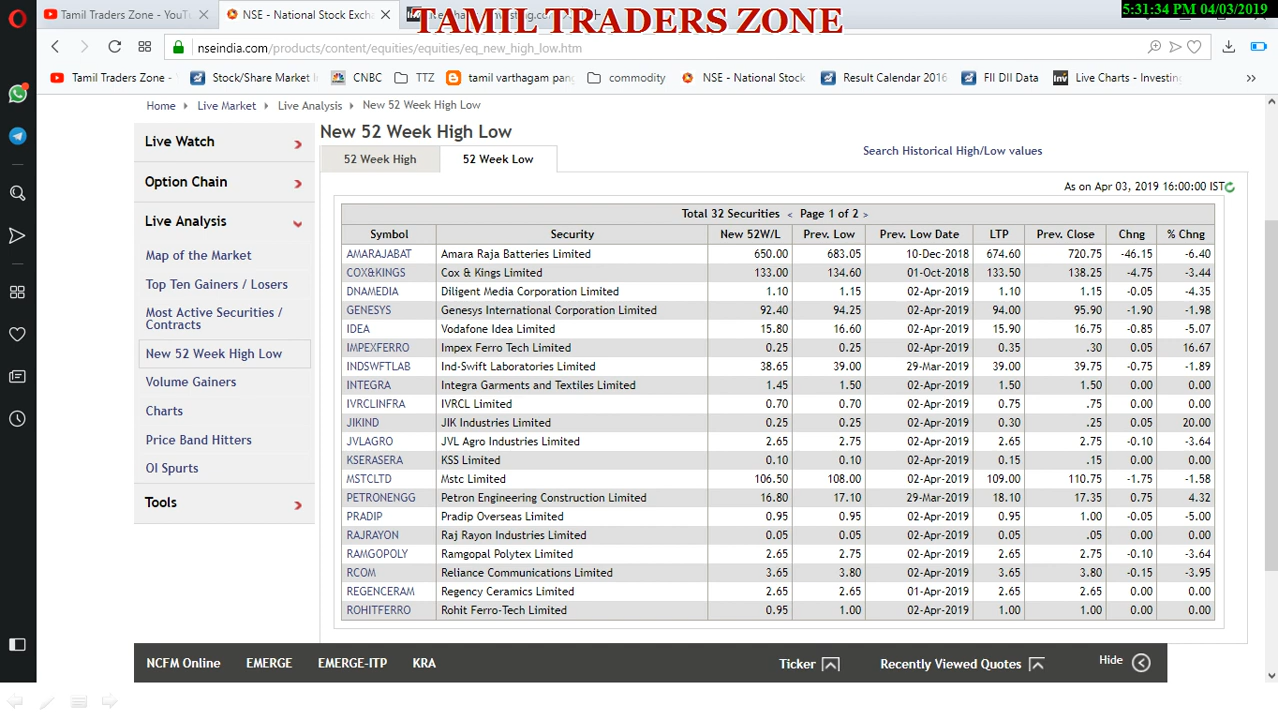 5:31:34 PM 04/03/2019
TAMIL TRADERS ZONE
Tamil Traders Zone - YouTu
NSE - National Stock Excha
nseindia.com/products/content/equities/equities/eq_new_high_low.htm
Tamil Traders Zone - Stock/Share Market CNBC TTZ tamil varthagam pan commodity NSE - National Stock Result Calendar 2016 FII DII Data Live Charts - Investin
Home Live Market Live Analysis New 52 Week High Low
Live Watch
Option Chain
Live Analysis
Map of the Market
Top Ten Gainers / Losers
Most Active Securities /
Contracts
New 52 Week High Low
Volume Gainers
Charts
Price Band Hitters
OI Spurts
Tools
New 52 Week High Low
52 Week High 52 Week Low
Search Historical High/Low values
As on Apr 03, 2019 16:00:00 IST
Total 32 Securities < Page 1 of 2 >
Symbol Security New 52W/L Prev. Low Prev. Low Date LTP Prev. Close Chng % Chng
AMARAJABAT Amara Raja Batteries Limited 650.00 683.05 10-Dec-2018 674.60 720.75 -46.15 -6.40
COX&KINGS Cox & Kings Limited 133.00 134.60 01-Oct-2018 133.50 138.25 -4.75 -3.44
DNAMEDIA Diligent Media Corporation Limited 1.10 1.15 02-Apr-2019 1.10 1.15 -0.05 -4.35
GENESYS Genesys International Corporation Limited 92.40 94.25 02-Apr-2019 94.00 95.90 -1.90 -1.98
IDEA Vodafone Idea Limited 15.80 16.60 02-Apr-2019 15.90 16.75 -0.85 -5.07
IMPEXFERRO Impex Ferro Tech Limited 0.25 0.25 02-Apr-2019 0.35 .30 0.05 16.67
INDSWFTLAB Ind-Swift Laboratories Limited 38.65 39.00 29-Mar-2019 39.00 39.75 -0.75 -1.89
INTEGRA Integra Garments and Textiles Limited 1.45 1.50 02-Apr-2019 1.50 1.50 0.00 0.00
IVRCLINFRA IVRCL Limited 0.70 0.70 02-Apr-2019 0.75 .75 0.00 0.00
JIKIND JIK Industries Limited 0.25 0.25 02-Apr-2019 0.30 .25 0.05 20.00
JVLAGRO JVL Agro Industries Limited 2.65 2.75 02-Apr-2019 2.65 2.75 -0.10 -3.64
KSERASERA KSS Limited 0.10 0.10 02-Apr-2019 0.15 .15 0.00 0.00
MSTCLTD Mstc Limited 106.50 108.00 02-Apr-2019 109.00 110.75 -1.75 -1.58
PETRONENGG Petron Engineering Construction Limited 16.80 17.10 29-Mar-2019 18.10 17.35 0.75 4.32
PRADIP Pradip Overseas Limited 0.95 0.95 02-Apr-2019 0.95 1.00 -0.05 -5.00
RAJRAYON Raj Rayon Industries Limited 0.05 0.05 02-Apr-2019 0.05 .05 0.00 0.00
RAMGOPOLY Ramgopal Polytex Limited 2.65 2.75 02-Apr-2019 2.65 2.75 -0.10 -3.64
RCOM Reliance Communications Limited 3.65 3.80 02-Apr-2019 3.65 3.80 -0.15 -3.95
REGENCERAM Regency Ceramics Limited 2.65 2.65 01-Apr-2019 2.65 2.65 0.00 0.00
ROHITFERRO Rohit Ferro-Tech Limited 0.95 1.00 02-Apr-2019 1.00 1.00 0.00 0.00
NCFM Online EMERGE EMERGE-ITP KRA Ticker Recently Viewed Quotes Hide